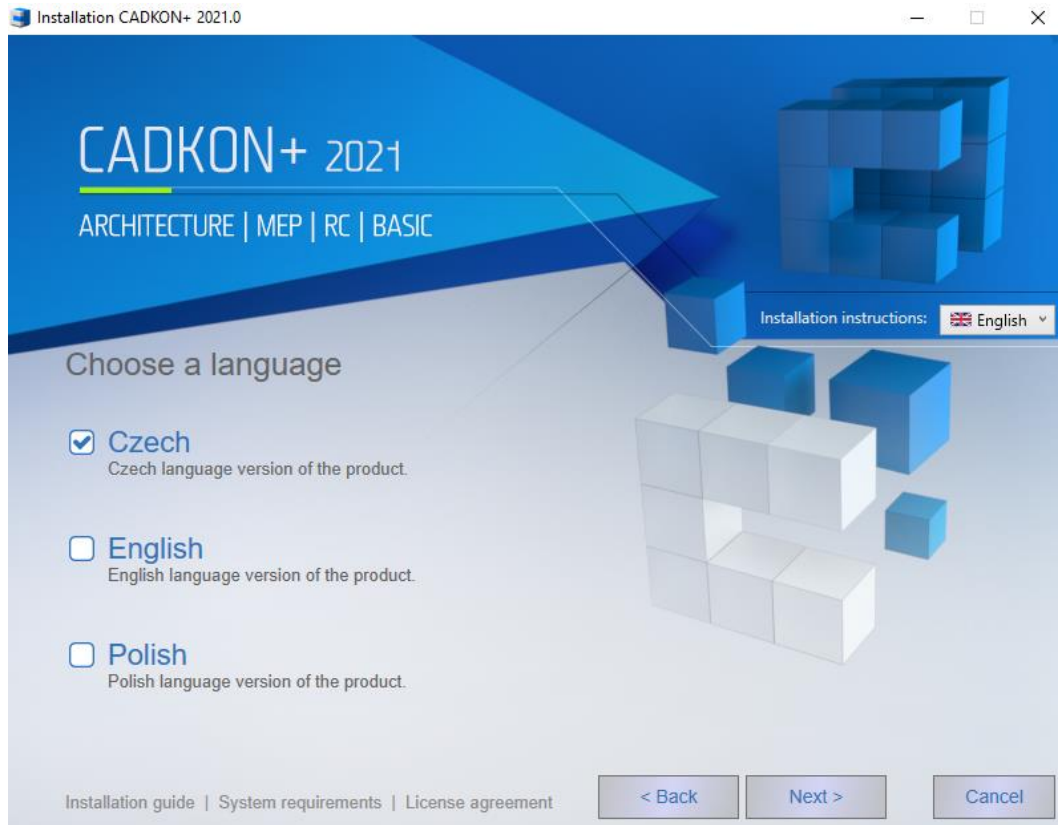 Installation CADKON+ 2021.0
CADKON+ 2021
ARCHITECTURE | MEP | RC | BASIC
Installation instructions: English
Choose a language
Czech
Czech language version of the product.
English
English language version of the product.
Polish
Polish language version of the product.
Installation guide | System requirements | License agreement
< Back
Next >
Cancel